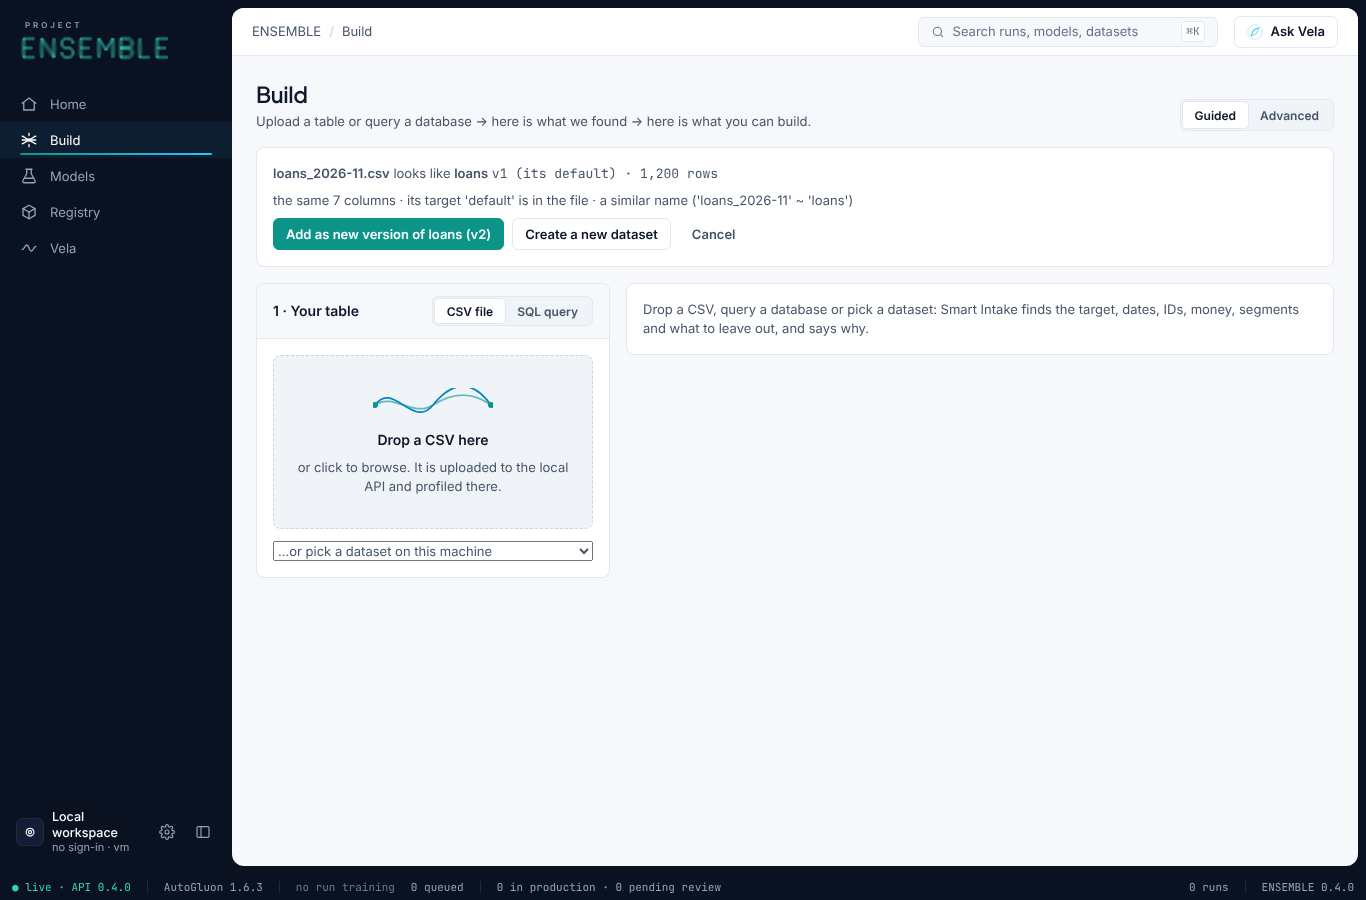 PROJECT
ENSEMBLE
Home
Build
Models
Registry
Vela
Local
workspace
no sign-in · vm
ENSEMBLE / Build
Search runs, models, datasets
⌘K
Ask Vela
Build
Upload a table or query a database → here is what we found → here is what you can build.
Guided
Advanced
loans_2026-11.csv looks like loans v1 (its default) · 1,200 rows
the same 7 columns · its target 'default' is in the file · a similar name ('loans_2026-11' ~ 'loans')
Add as new version of loans (v2)
Create a new dataset
Cancel
1 · Your table
CSV file
SQL query
Drop a CSV here
or click to browse. It is uploaded to the local
API and profiled there.
...or pick a dataset on this machine
Drop a CSV, query a database or pick a dataset: Smart Intake finds the target, dates, IDs, money, segments
and what to leave out, and says why.
live · API 0.4.0
AutoGluon 1.6.3
no run training
0 queued
0 in production · 0 pending review
0 runs
ENSEMBLE 0.4.0